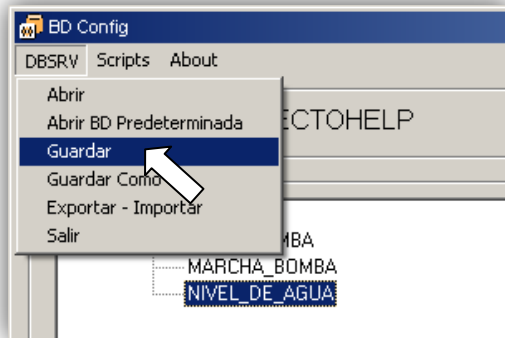 BD Config
DBSRV Scripts About
Abrir
Abrir BD Predeterminada
ECTOHELP
Guardar
Guardar Como
Exportar - Importar
Salir
MBA
MARCHA_BOMBA
NIVEL_DE_AGUA